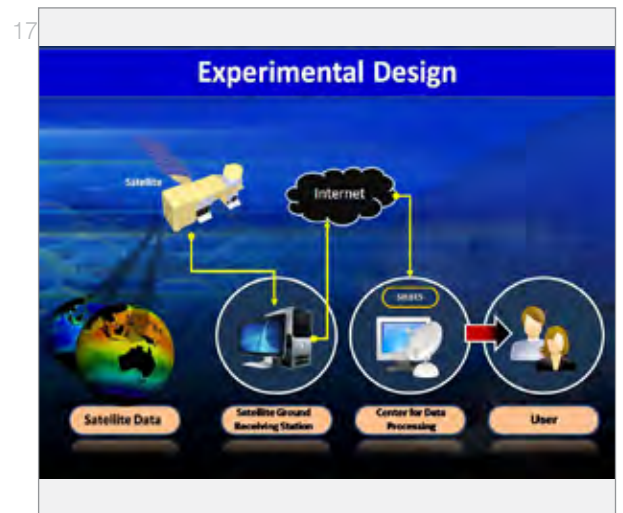 17
Experimental Design
Satellite
Internet
Satellite Data
Satellite Ground
Receiving Station
Center for Data
Processing
User